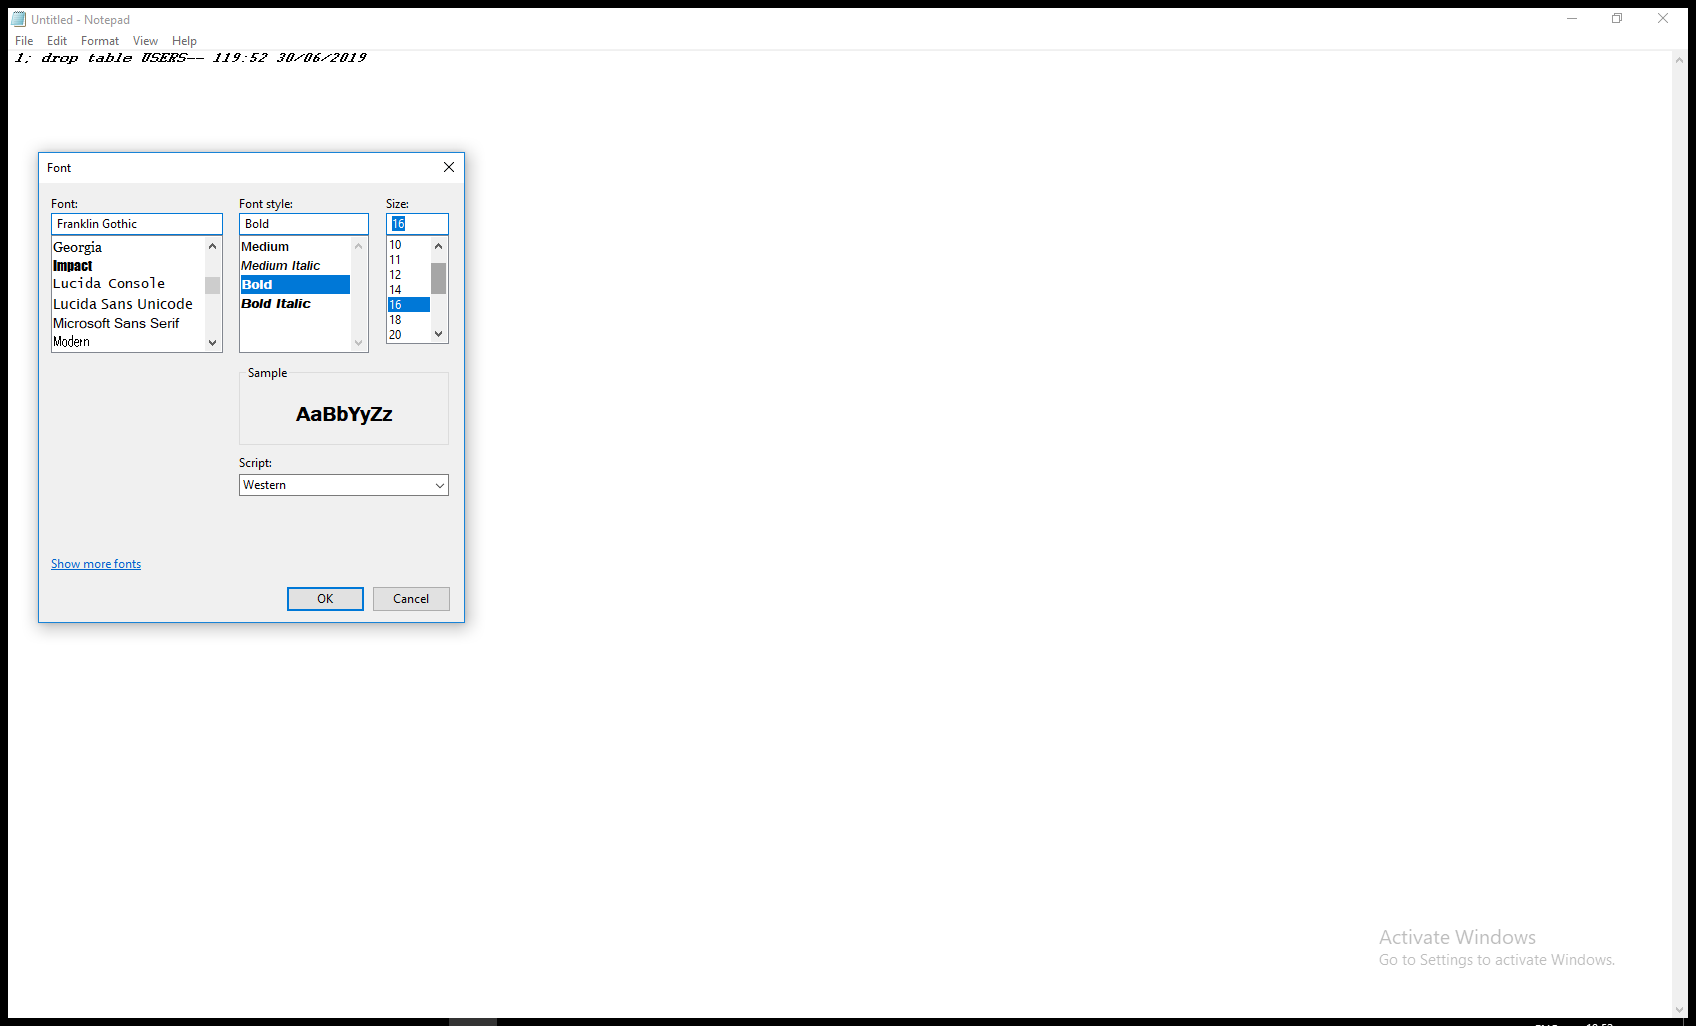 Untitled - Notepad
File Edit Format View Help
1; drop table USERS-- 119:52 30/06/2019
Font
Font: Font style: Size:
Franklin Gothic Bold 16
Georgia
Impact
Lucida Console
Lucida Sans Unicode
Microsoft Sans Serif
Modern
Medium
Medium Italic
Bold
Bold Italic
10
11
12
14
16
18
20
Sample
AaBbYyZz
Script:
Western
Show more fonts
OK Cancel
Activate Windows
Go to Settings to activate Windows.